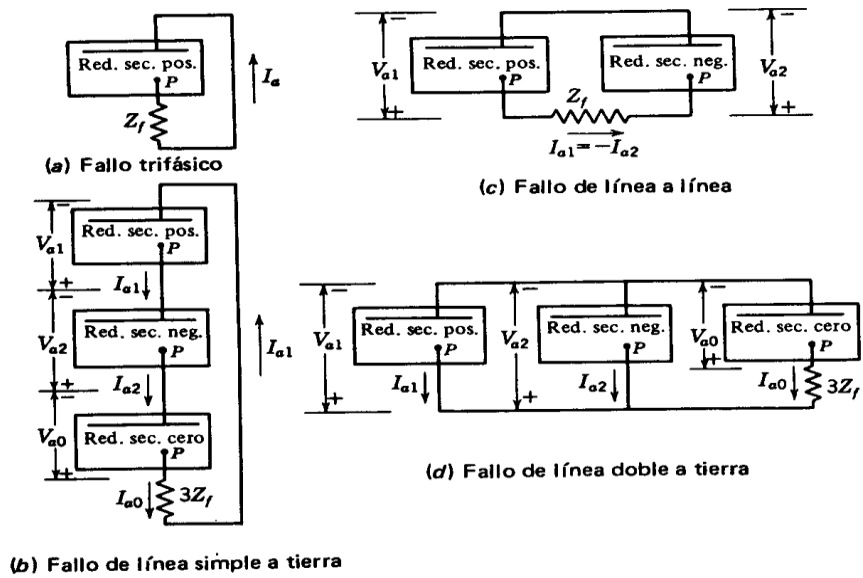 Red. sec. pos.
P
Z_f
I_a
(a) Fallo trifásico
V_a1
−
+
Red. sec. pos.
P
I_a1
V_a2
−
+
Red. sec. neg.
P
I_a2
V_a0
−
+
Red. sec. cero
P
I_a0
3Z_f
I_a1
(b) Fallo de línea simple a tierra
V_a1
−
+
Red. sec. pos.
P
Red. sec. neg.
P
V_a2
−
+
Z_f
I_a1 = −I_a2
(c) Fallo de línea a línea
V_a1
−
+
Red. sec. pos.
P
I_a1
V_a2
−
+
Red. sec. neg.
P
I_a2
V_a0
−
+
Red. sec. cero
P
I_a0
3Z_f
(d) Fallo de línea doble a tierra